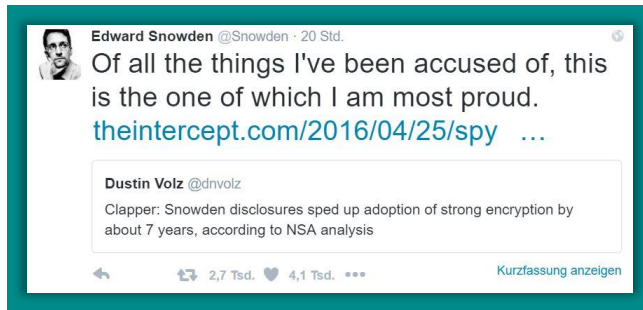 Edward Snowden @Snowden · 20 Std.
Of all the things I've been accused of, this
is the one of which I am most proud.
theintercept.com/2016/04/25/spy ...
Dustin Volz @dnvolz
Clapper: Snowden disclosures sped up adoption of strong encryption by
about 7 years, according to NSA analysis
2,7 Tsd. 4,1 Tsd. Kurzfassung anzeigen